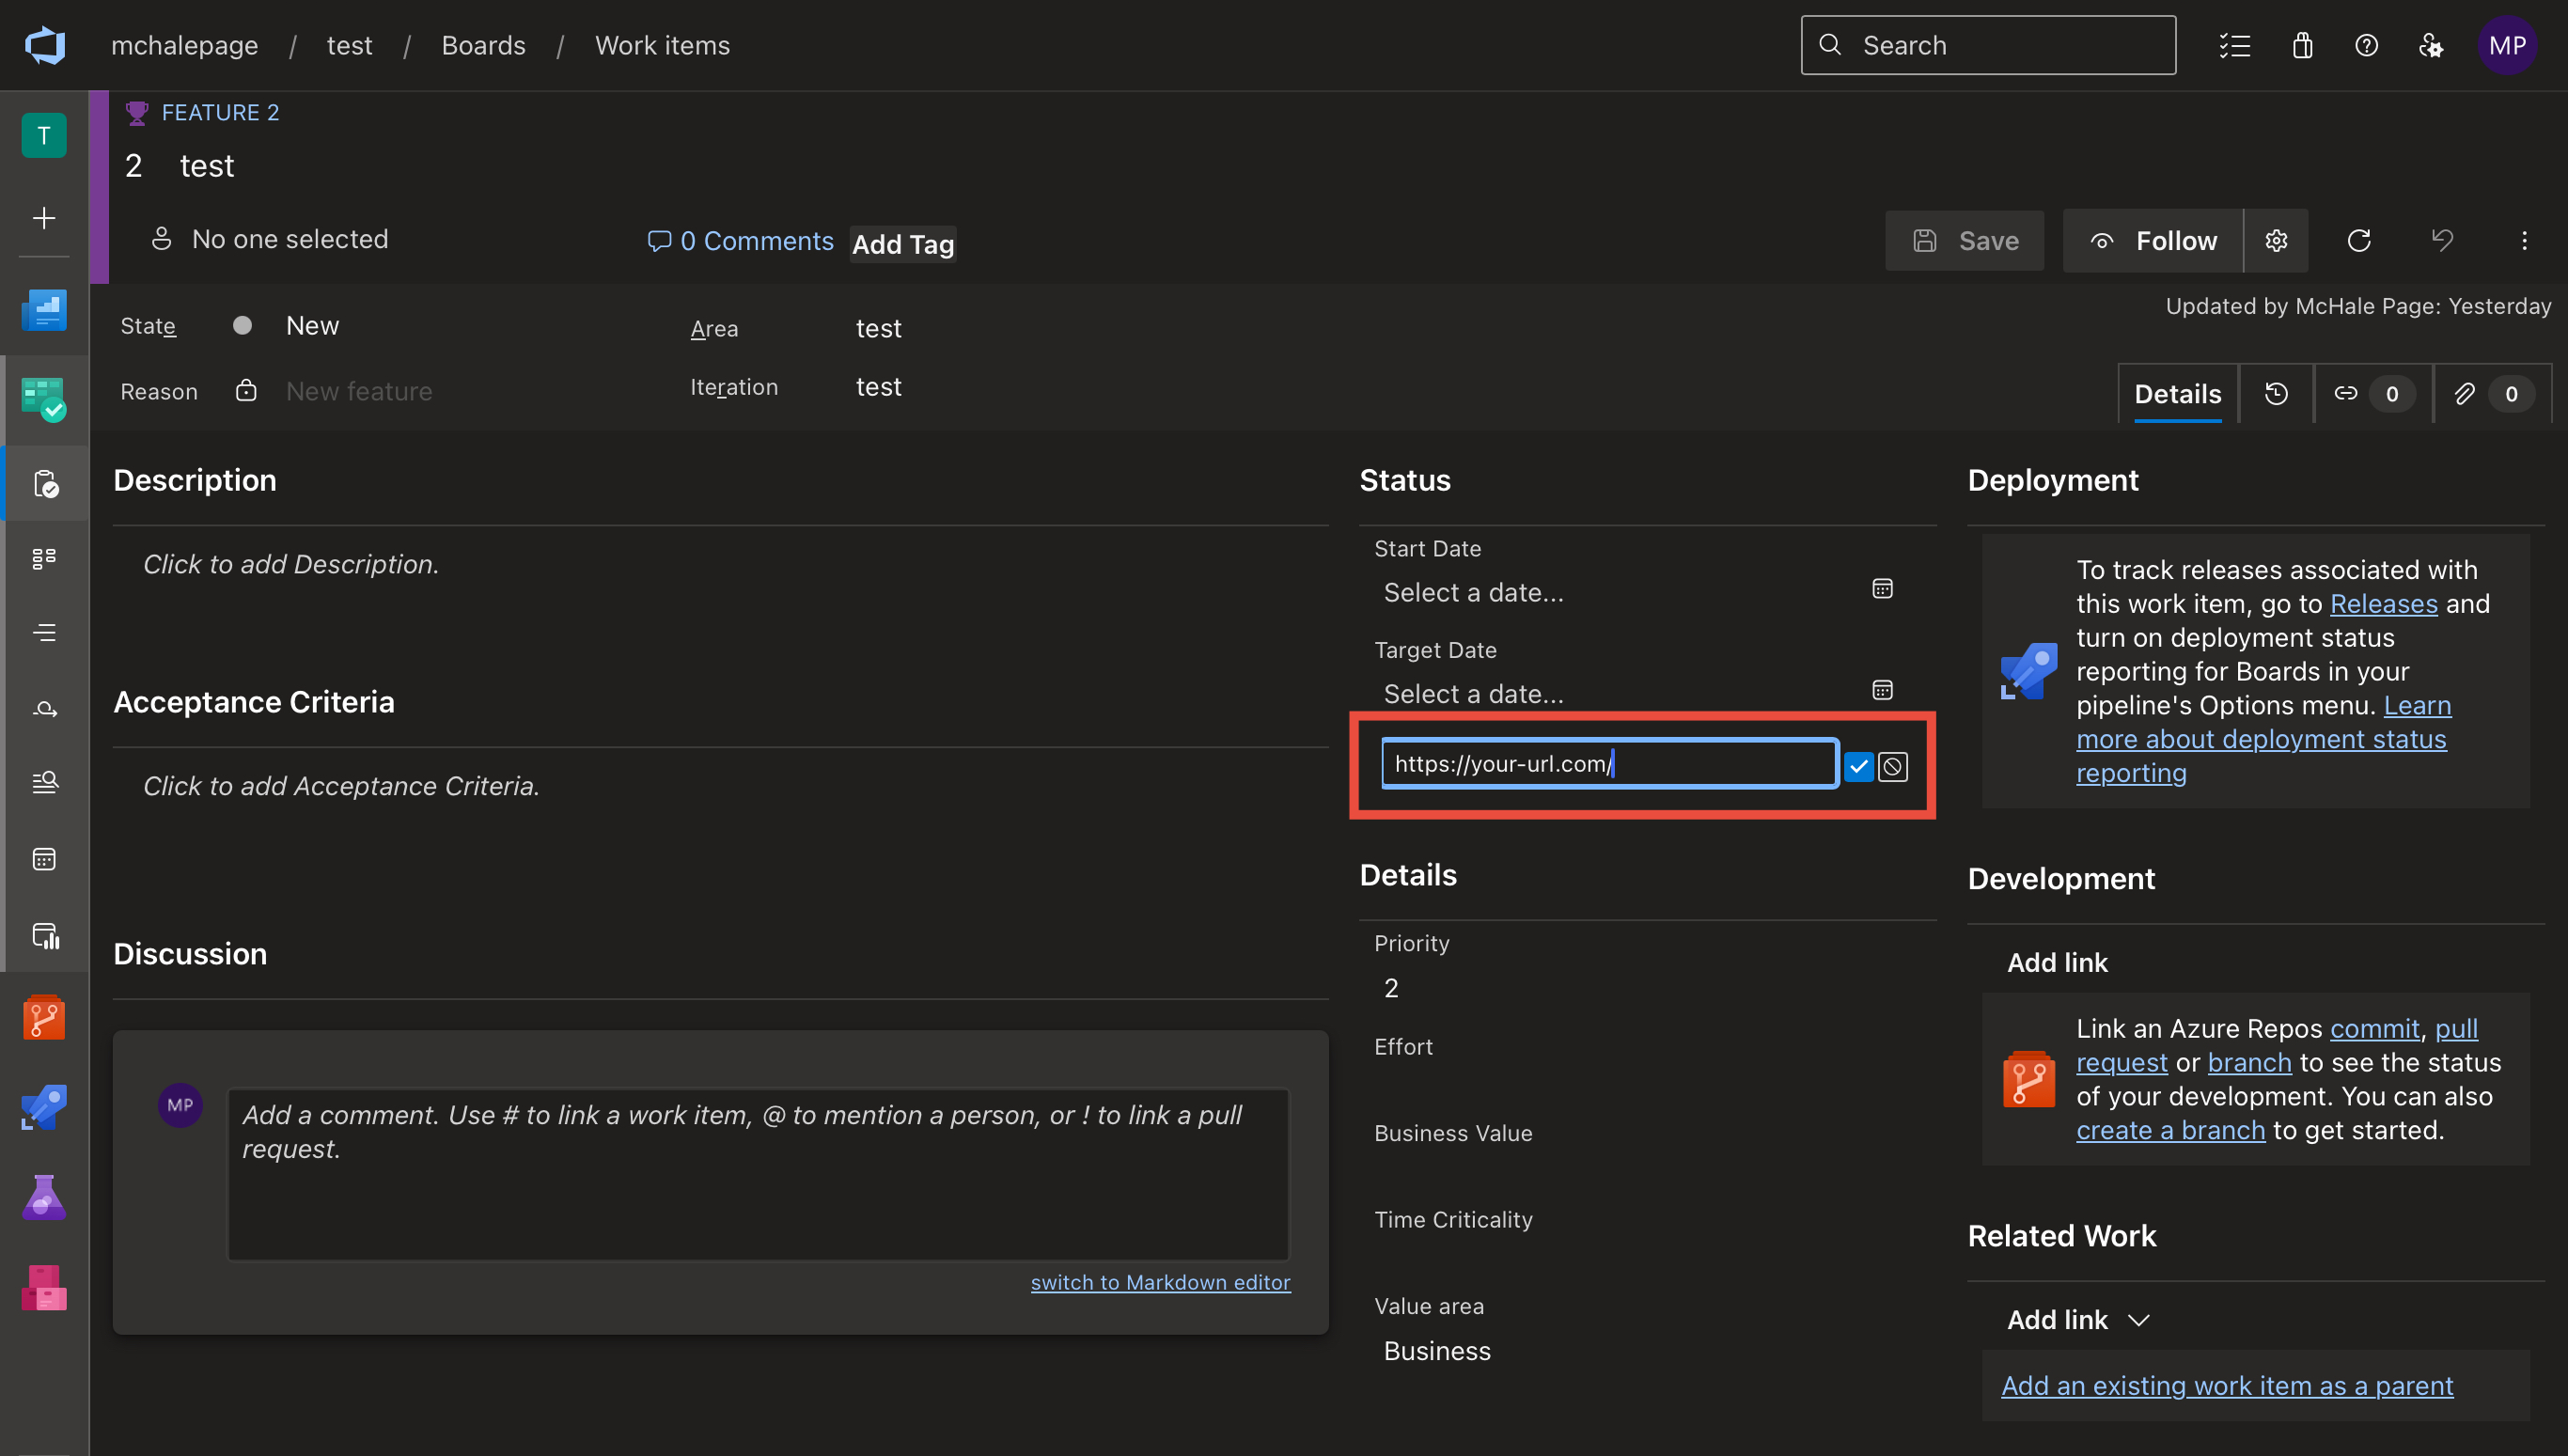 mchalepage / test / Boards / Work items
Search
MP
T
FEATURE 2
2 test
No one selected
0 Comments
Add Tag
Save
Follow
State
New
Area
test
Updated by McHale Page: Yesterday
Reason
New feature
Iteration
test
Details
0
0
Description
Click to add Description.
Acceptance Criteria
Click to add Acceptance Criteria.
Discussion
MP
Add a comment. Use # to link a work item, @ to mention a person, or ! to link a pull
request.
switch to Markdown editor
Status
Start Date
Select a date...
Target Date
Select a date...
https://your-url.com/
Details
Priority
2
Effort
Business Value
Time Criticality
Value area
Business
Deployment
To track releases associated with
this work item, go to Releases and
turn on deployment status
reporting for Boards in your
pipeline's Options menu. Learn
more about deployment status
reporting
Development
Add link
Link an Azure Repos commit, pull
request or branch to see the status
of your development. You can also
create a branch to get started.
Related Work
Add link
Add an existing work item as a parent